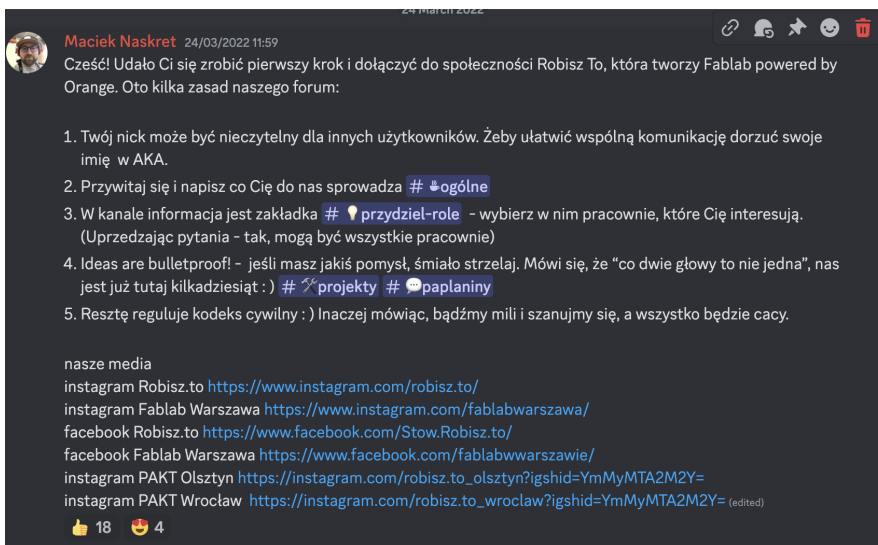 24 March 2022
Maciek Naskret 24/03/2022 11:59
Cześć! Udało Ci się zrobić pierwszy krok i dołączyć do społeczności Robisz To, która tworzy Fablab powered by
Orange. Oto kilka zasad naszego forum:
1. Twój nick może być nieczytelny dla innych użytkowników. Żeby ułatwić wspólną komunikację dorzuć swoje
imię w AKA.
2. Przywitaj się i napisz co Cię do nas sprowadza # ogólne
3. W kanale informacja jest zakładka # przydziel-role - wybierz w nim pracownie, które Cię interesują.
(Uprzedzając pytania - tak, mogą być wszystkie pracownie)
4. Ideas are bulletproof! - jeśli masz jakiś pomysł, śmiało strzelaj. Mówi się, że “co dwie głowy to nie jedna”, nas
jest już tutaj kilkadziesiąt : ) # projekty # paplaniny
5. Resztę reguluje kodeks cywilny : ) Inaczej mówiąc, bądźmy mili i szanujmy się, a wszystko będzie cacy.
nasze media
instagram Robisz.to https://www.instagram.com/robisz.to/
instagram Fablab Warszawa https://www.instagram.com/fablabwarszawa/
facebook Robisz.to https://www.facebook.com/Stow.Robisz.to/
facebook Fablab Warszawa https://www.facebook.com/fablabwwarszawie/
instagram PAKT Olsztyn https://instagram.com/robisz.to_olsztyn?igshid=YmMyMTA2M2Y=
instagram PAKT Wrocław https://instagram.com/robisz.to_wroclaw?igshid=YmMyMTA2M2Y= (edited)
👍 18 😍 4